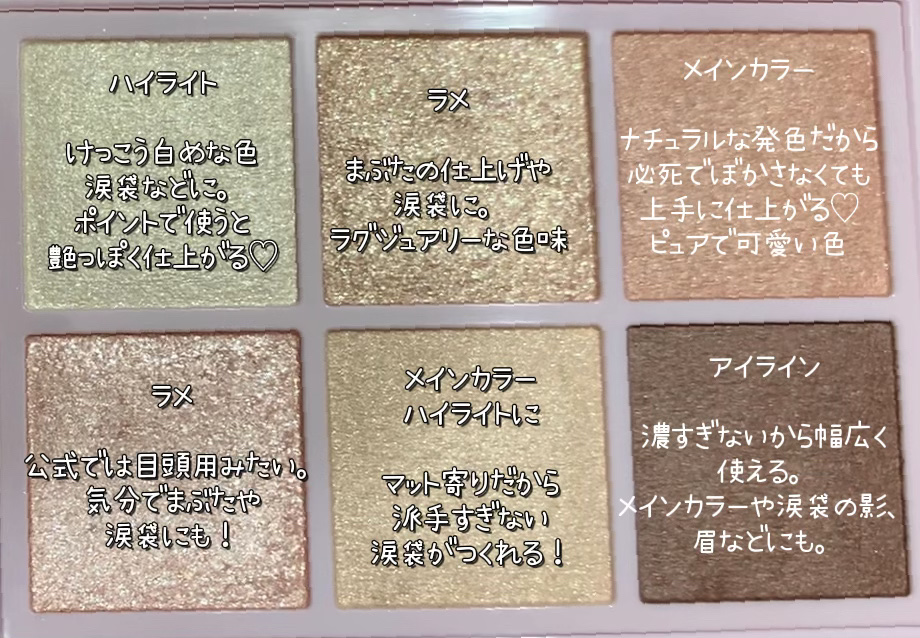 ハイライト
けっこう白めな色
涙袋などに。
ポイントで使うと
艶っぽく仕上がる♡
ラメ
まぶたの仕上げや
涙袋に。
ラグジュアリーな色味
メインカラー
ナチュラルな発色だから
必死でぼかさなくても
上手に仕上がる♡
ピュアで可愛い色
ラメ
公式では目頭用みたい。
気分でまぶたや
涙袋にも!
メインカラー
ハイライトに
マット寄りだから
派手すぎない
涙袋がつくれる!
アイライン
濃すぎないから幅広く
使える。
メインカラーや涙袋の影、
眉などにも。